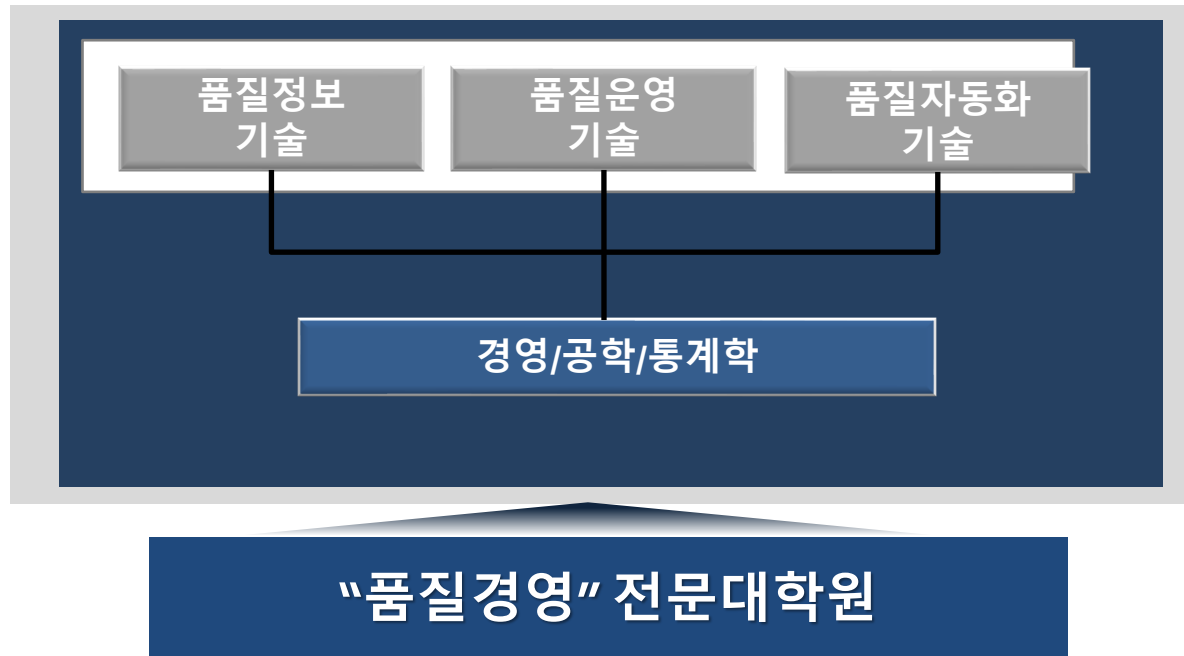 품질정보
기술
품질운영
기술
품질자동화
기술
경영/공학/통계학
“품질경영” 전문대학원